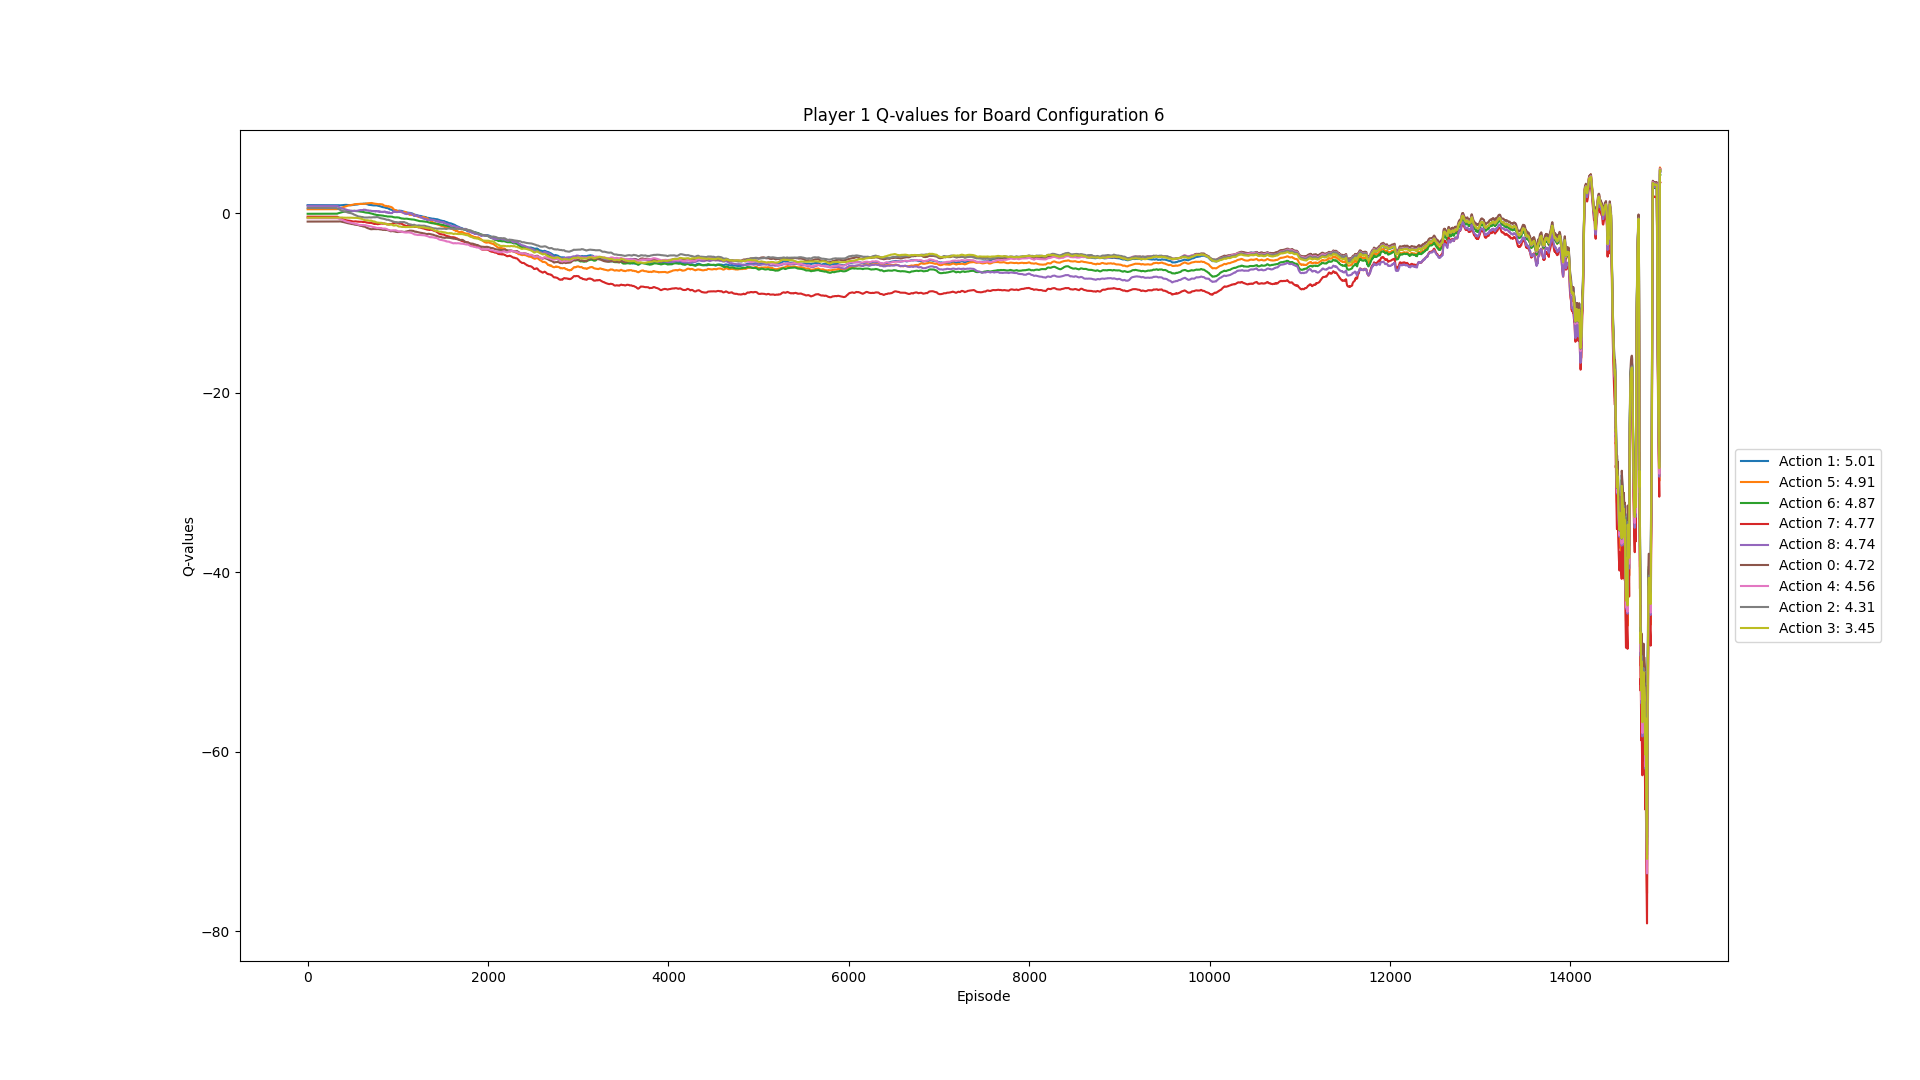 Player 1 Q-values for Board Configuration 6
Q-values
0
−20
−40
−60
−80
0 2000 4000 6000 8000 10000 12000 14000
Episode
Action 1: 5.01
Action 5: 4.91
Action 6: 4.87
Action 7: 4.77
Action 8: 4.74
Action 0: 4.72
Action 4: 4.56
Action 2: 4.31
Action 3: 3.45